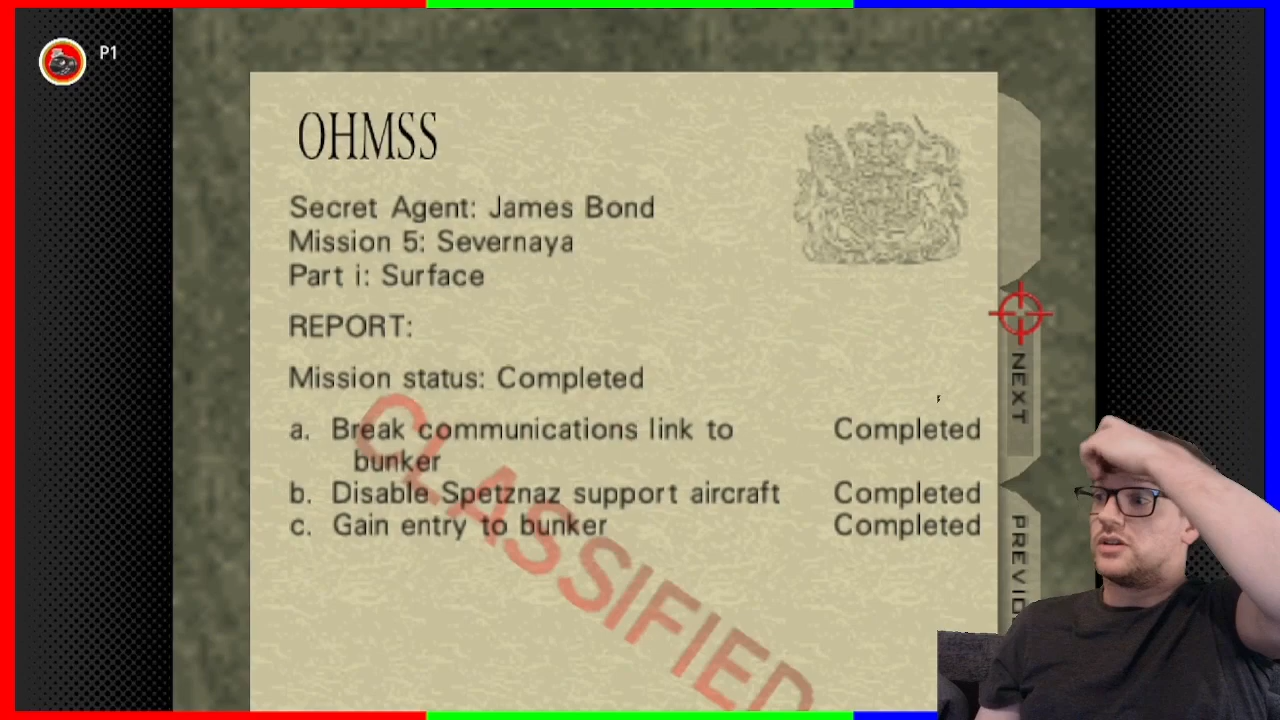 P1
OHMSS
Secret Agent: James Bond
Mission 5: Severnaya
Part i: Surface
REPORT:
Mission status: Completed
a. Break communications link to Completed
bunker
b. Disable Spetznaz support aircraft Completed
c. Gain entry to bunker Completed
CLASSIFIED
NEXT
PREVIO